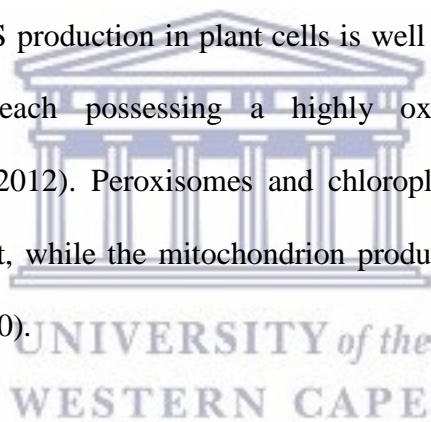 S production in plant cells is well
each possessing a highly ox
2012). Peroxisomes and chloropl
t, while the mitochondrion produ
0).
UNIVERSITY of the
WESTERN CAPE